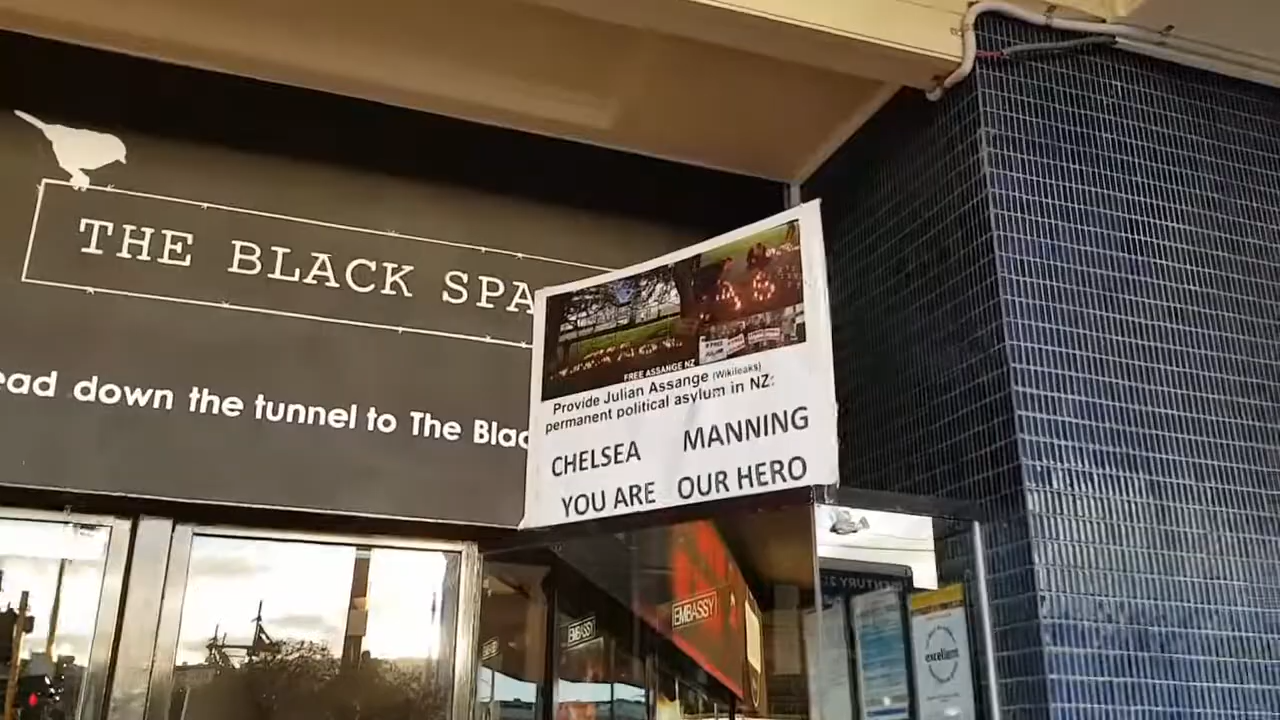 THE BLACK SPA
ead down the tunnel to The Blac
FREE ASSANGE NZ
Provide Julian Assange (Wikileaks)
permanent political asylum in NZ:
CHELSEA MANNING
YOU ARE OUR HERO
EMBASSY
EMBASSY
excellent